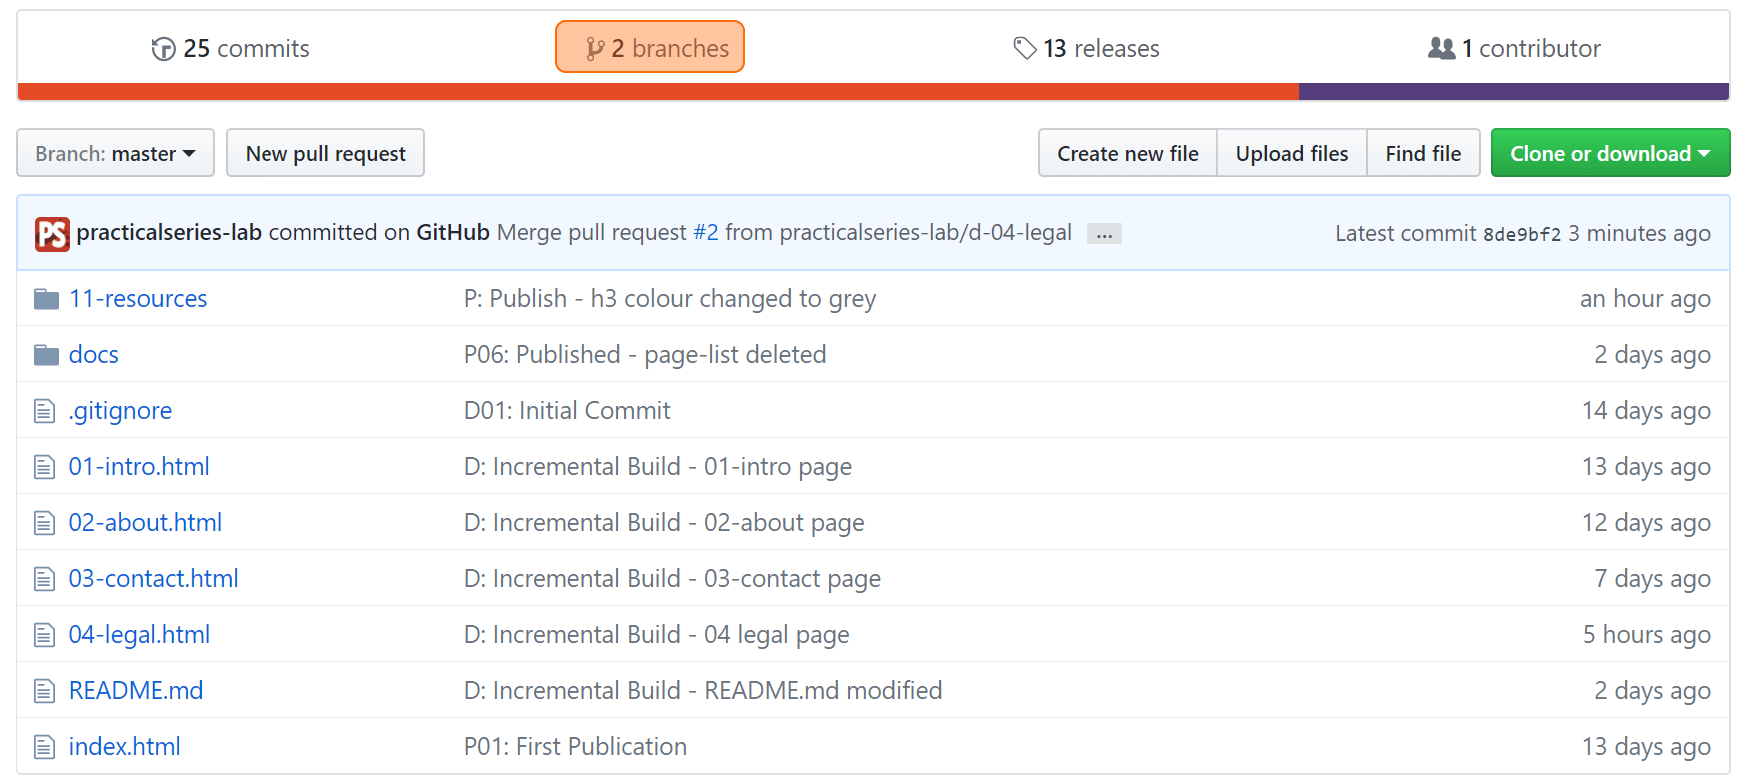 25 commits 2 branches 13 releases 1 contributor
Branch: master New pull request Create new file Upload files Find file Clone or download
PS practicalseries-lab committed on GitHub Merge pull request #2 from practicalseries-lab/d-04-legal ... Latest commit 8de9bf2 3 minutes ago
11-resources P: Publish - h3 colour changed to grey an hour ago
docs P06: Published - page-list deleted 2 days ago
.gitignore D01: Initial Commit 14 days ago
01-intro.html D: Incremental Build - 01-intro page 13 days ago
02-about.html D: Incremental Build - 02-about page 12 days ago
03-contact.html D: Incremental Build - 03-contact page 7 days ago
04-legal.html D: Incremental Build - 04 legal page 5 hours ago
README.md D: Incremental Build - README.md modified 2 days ago
index.html P01: First Publication 13 days ago